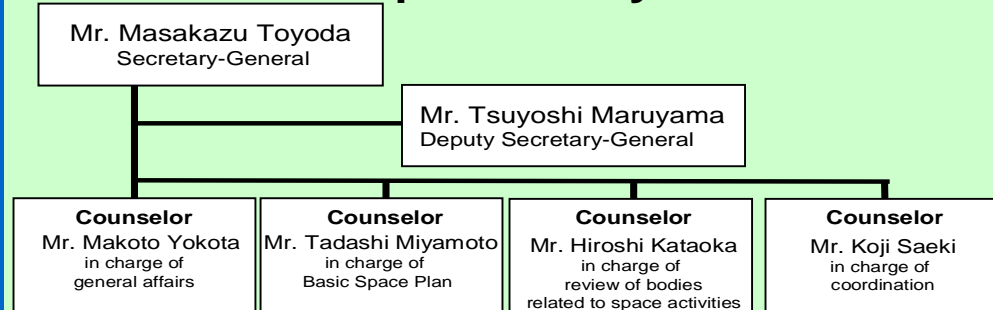 Mr. Masakazu Toyoda
Secretary-General
Mr. Tsuyoshi Maruyama
Deputy Secretary-General
Counselor
Mr. Makoto Yokota
in charge of
general affairs
Counselor
Mr. Tadashi Miyamoto
in charge of
Basic Space Plan
Counselor
Mr. Hiroshi Kataoka
in charge of
review of bodies
related to space activities
Counselor
Mr. Koji Saeki
in charge of
coordination